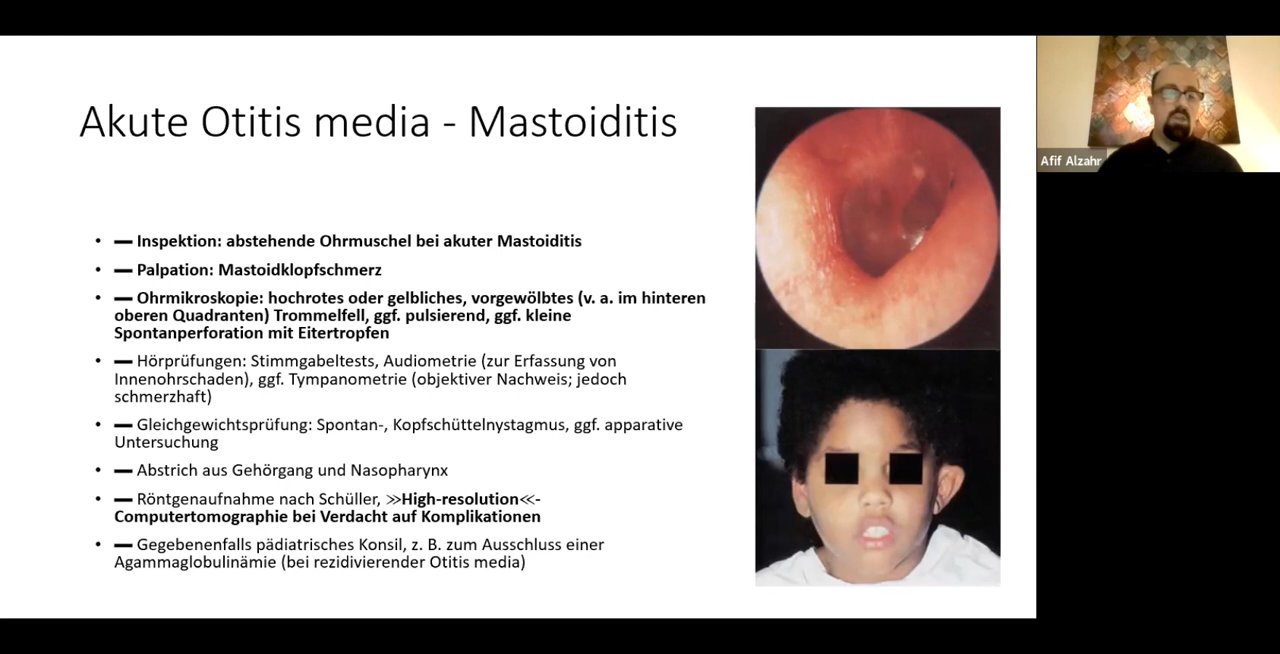 Akute Otitis media - Mastoiditis
Afif Alzahr
• — Inspektion: abstehende Ohrmuschel bei akuter Mastoiditis
• — Palpation: Mastoidklopfschmerz
• — Ohrmikroskopie: hochrotes oder gelbliches, vorgewölbtes (v. a. im hinteren
oberen Quadranten) Trommelfell, ggf. pulsierend, ggf. kleine
Spontanperforation mit Eitertropfen
• — Hörprüfungen: Stimmgabeltests, Audiometrie (zur Erfassung von
Innenohrschaden), ggf. Tympanometrie (objektiver Nachweis; jedoch
schmerzhaft)
• — Gleichgewichtsprüfung: Spontan-, Kopfschüttelnystagmus, ggf. apparative
Untersuchung
• — Abstrich aus Gehörgang und Nasopharynx
• — Röntgenaufnahme nach Schüller, ≫High-resolution≪-
Computertomographie bei Verdacht auf Komplikationen
• — Gegebenenfalls pädiatrisches Konsil, z. B. zum Ausschluss einer
Agammaglobulinämie (bei rezidivierender Otitis media)